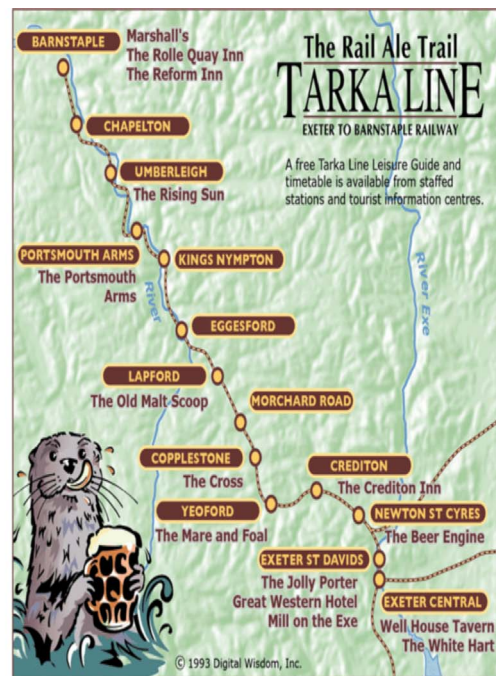 The Rail Ale Trail
TARKA LINE
EXETER TO BARNSTAPLE RAILWAY
A free Tarka Line Leisure Guide and
timetable is available from staffed
stations and tourist information centres.
BARNSTAPLE
Marshall's
The Rolle Quay Inn
The Reform Inn
CHAPELTON
UMBERLEIGH
The Rising Sun
PORTSMOUTH ARMS
The Portsmouth
Arms
KINGS NYMPTON
River
River Exe
EGGESFORD
LAPFORD
The Old Malt Scoop
MORCHARD ROAD
COPPLESTONE
The Cross
YEOFORD
The Mare and Foal
CREDITON
The Crediton Inn
NEWTON ST CYRES
The Beer Engine
EXETER ST DAVIDS
The Jolly Porter
Great Western Hotel
Mill on the Exe
EXETER CENTRAL
Well House Tavern
The White Hart
© 1993 Digital Wisdom, Inc.